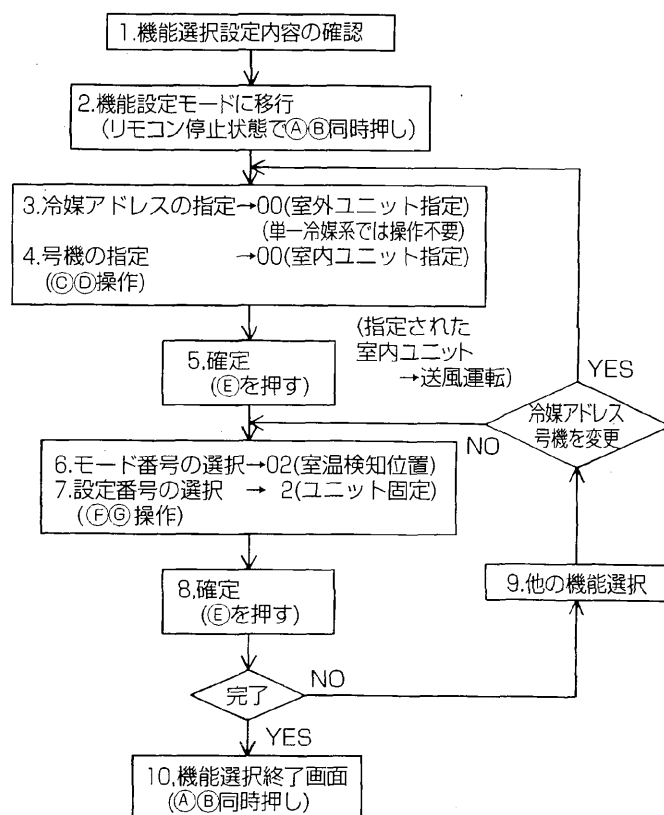 1.機能選択設定内容の確認
2.機能設定モードに移行
(リモコン停止状態でⒶⒷ同時押し)
3.冷媒アドレスの指定→00(室外ユニット指定)
(単一冷媒系では操作不要)
4.号機の指定 →00(室内ユニット指定)
(ⒸⒹ操作)
(指定された
室内ユニット
→送風運転)
5,確定
(Ⓔを押す)
YES
冷媒アドレス
号機を変更
NO
6.モード番号の選択→02(室温検知位置)
7.設定番号の選択 → 2(ユニット固定)
(ⒻⒼ操作)
8,確定
(Ⓔを押す)
9.他の機能選択
完了
NO
YES
10,機能選択終了画面
(ⒶⒷ同時押し)